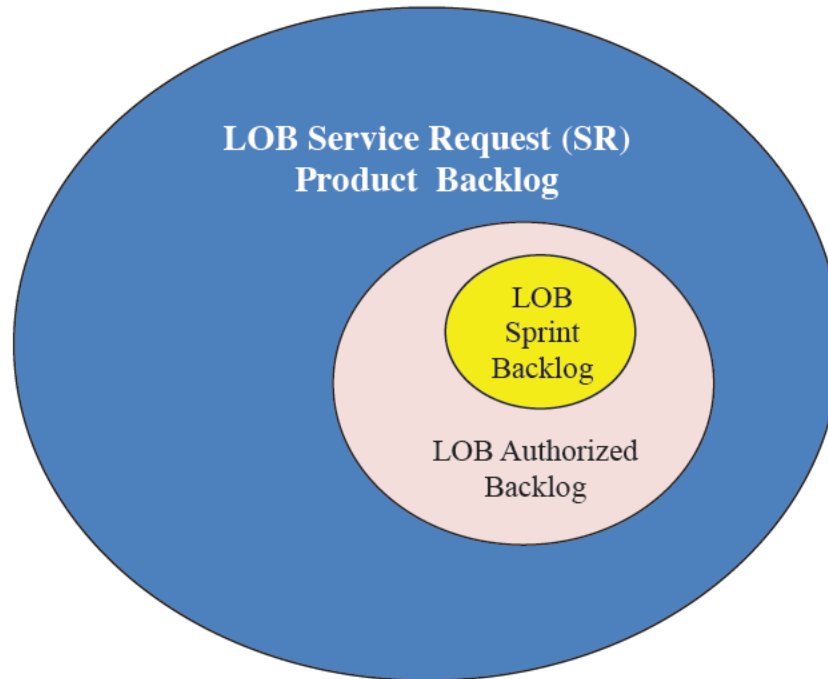 LOB Service Request (SR)
Product Backlog
LOB
Sprint
Backlog
LOB Authorized
Backlog